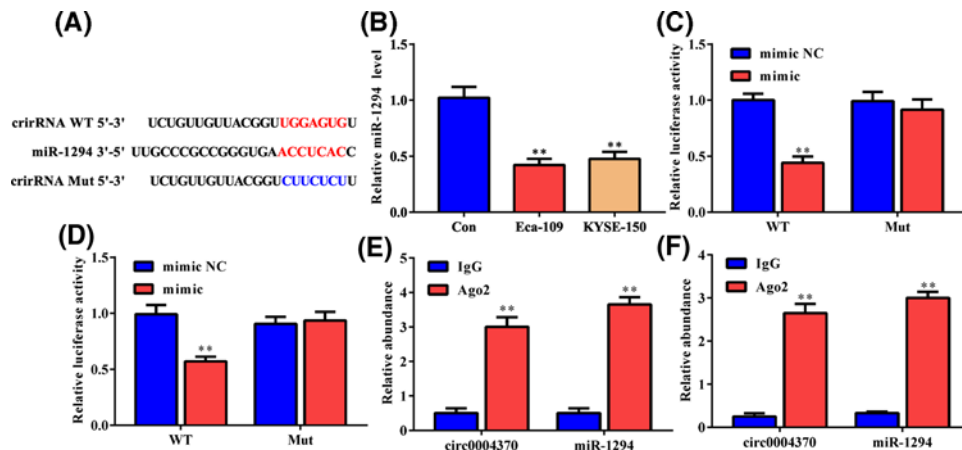 (A)
crirRNA WT 5'-3' UCUGUUGUUACGGUUGGAGUGU
miR-1294 3'-5' UUGCCCGCCGGGUGAACCUCACC
crirRNA Mut 5'-3' UCUGUUGUUACGGUCUUCUCUU
(B)
Relative miR-1294 level
1.5
1.0
0.5
0.0
**
**
Con Eca-109 KYSE-150
(C)
Relative luciferase activity
mimic NC
mimic
1.5
1.0
0.5
0.0
**
WT Mut
(D)
Relative luciferase activity
mimic NC
mimic
1.5
1.0
0.5
0.0
**
WT Mut
(E)
Relative abundance
IgG
Ago2
5
4
3
2
1
0
**
**
circ0004370 miR-1294
(F)
Relative abundance
IgG
Ago2
4
3
2
1
0
**
**
circ0004370 miR-1294